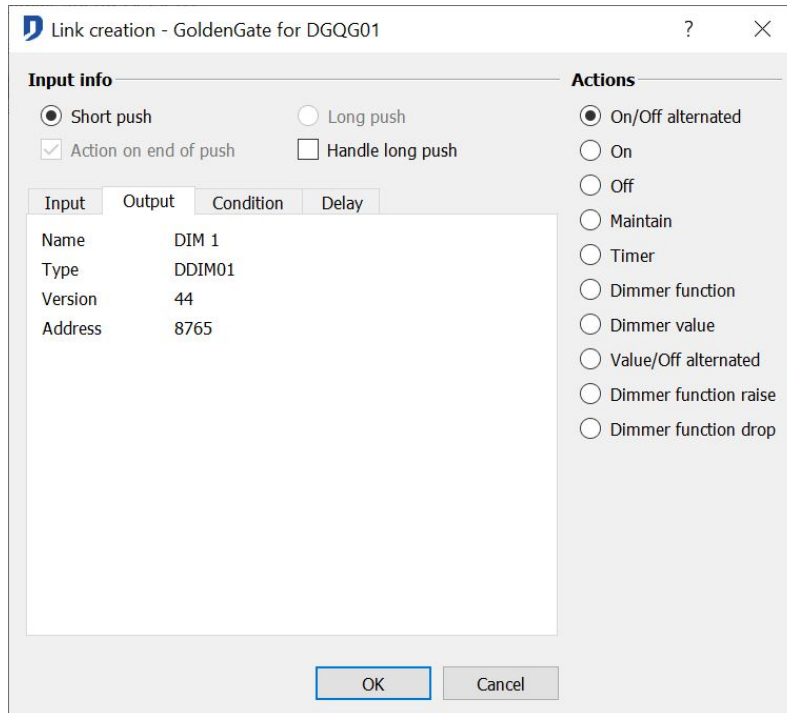 Link creation - GoldenGate for DGQG01
Input info
Short push
Long push
Action on end of push
Handle long push
Input
Output
Condition
Delay
Name DIM 1
Type DDIM01
Version 44
Address 8765
Actions
On/Off alternated
On
Off
Maintain
Timer
Dimmer function
Dimmer value
Value/Off alternated
Dimmer function raise
Dimmer function drop
OK
Cancel